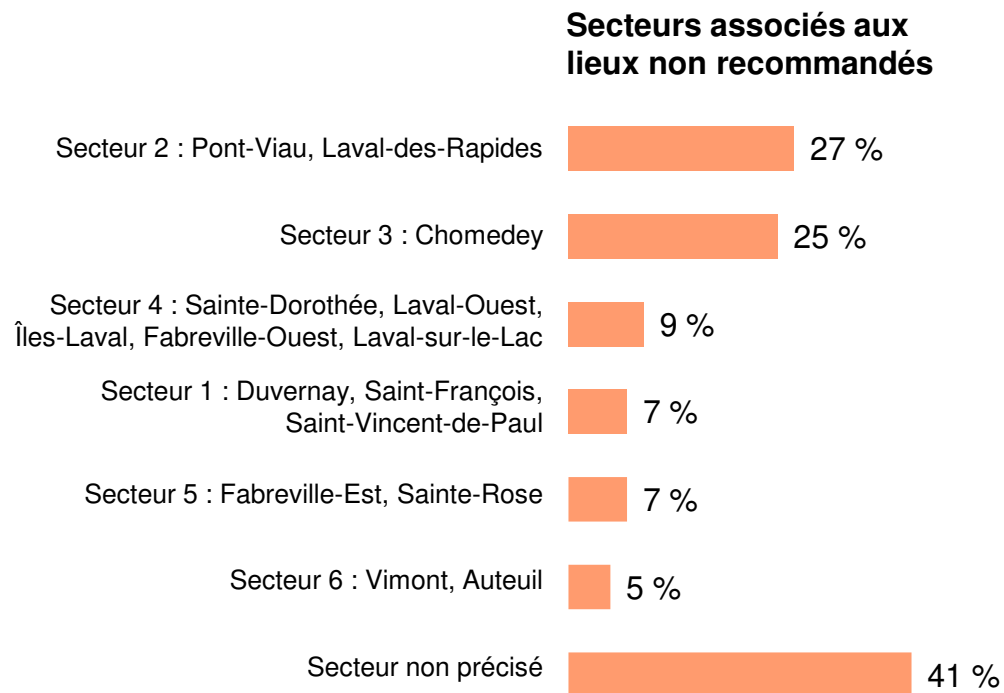 Secteurs associés aux
lieux non recommandés
Secteur 2 : Pont-Viau, Laval-des-Rapides
27 %
Secteur 3 : Chomedey
25 %
Secteur 4 : Sainte-Dorothée, Laval-Ouest,
Îles-Laval, Fabreville-Ouest, Laval-sur-le-Lac
9 %
Secteur 1 : Duvernay, Saint-François,
Saint-Vincent-de-Paul
7 %
Secteur 5 : Fabreville-Est, Sainte-Rose
7 %
Secteur 6 : Vimont, Auteuil
5 %
Secteur non précisé
41 %